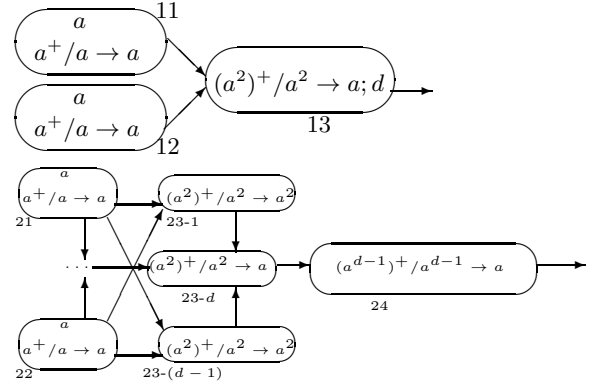 a
11
a⁺/a → a
(a²)⁺/a² → a; d
a
13
a⁺/a → a
12
a
a⁺/a → a
(a²)⁺/a² → a²
21
23-1
· · ·
(a²)⁺/a² → a
(a^{d−1})⁺/a^{d−1} → a
23-d
24
a
a⁺/a → a
(a²)⁺/a² → a²
22
23-(d − 1)